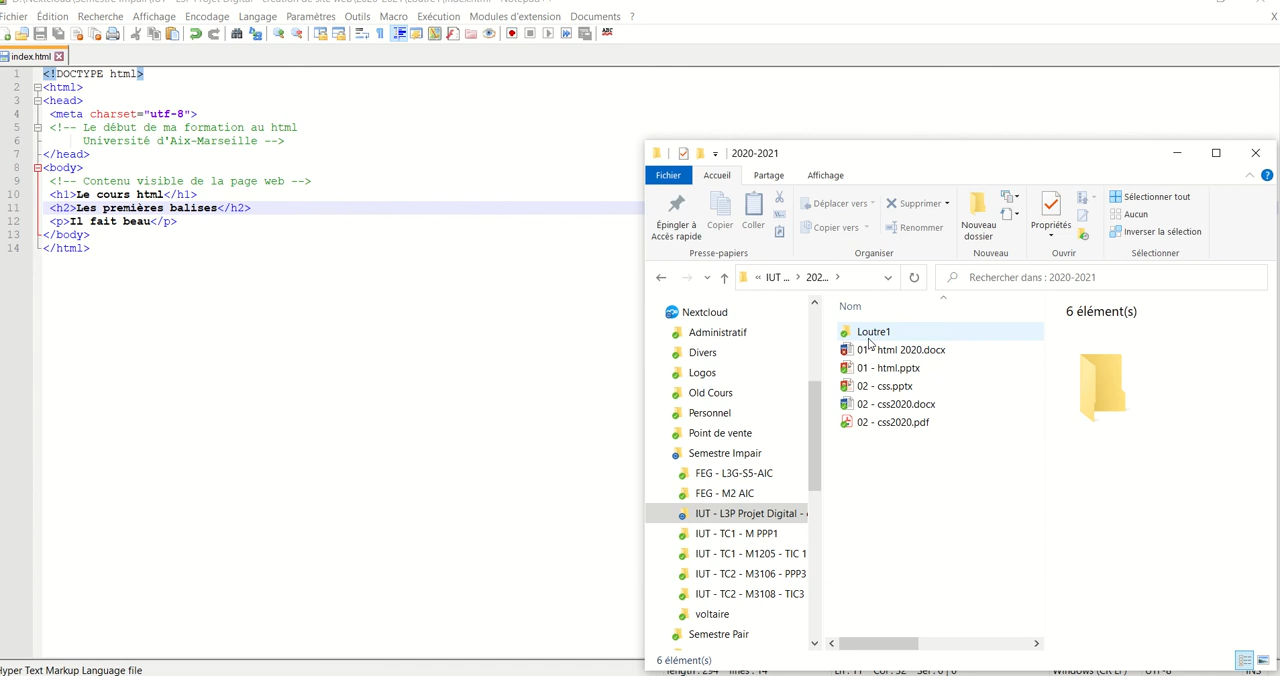 Fichier Édition Recherche Affichage Encodage Langage Paramètres Outils Macro Exécution Modules d'extension Documents ? X
index.html
1 <!DOCTYPE html>
2 <html>
3 <head>
4 <meta charset="utf-8">
5 <!-- Le début de ma formation au html
6 Université d'Aix-Marseille -->
7 </head>
8 <body>
9 <!-- Contenu visible de la page web -->
10 <h1>Le cours html</h1>
11 <h2>Les premières balises</h2>
12 <p>Il fait beau</p>
13 </body>
14 </html>
2020-2021
Fichier Accueil Partage Affichage
Épingler à Accès rapide
Copier
Coller
Presse-papiers
Déplacer vers
Copier vers
Supprimer
Renommer
Organiser
Nouveau dossier
Nouveau
Propriétés
Ouvrir
Sélectionner tout
Aucun
Inverser la sélection
Sélectionner
« IUT ... > 202... >
Rechercher dans : 2020-2021
Nextcloud
Administratif
Divers
Logos
Old Cours
Personnel
Point de vente
Semestre Impair
FEG - L3G-S5-AIC
FEG - M2 AIC
IUT - L3P Projet Digital -
IUT - TC1 - M PPP1
IUT - TC1 - M1205 - TIC 1
IUT - TC2 - M3106 - PPP3
IUT - TC2 - M3108 - TIC3
voltaire
Semestre Pair
Nom
Loutre1
01 - html 2020.docx
01 - html.pptx
02 - css.pptx
02 - css2020.docx
02 - css2020.pdf
6 élément(s)
6 élément(s)
Hyper Text Markup Language file